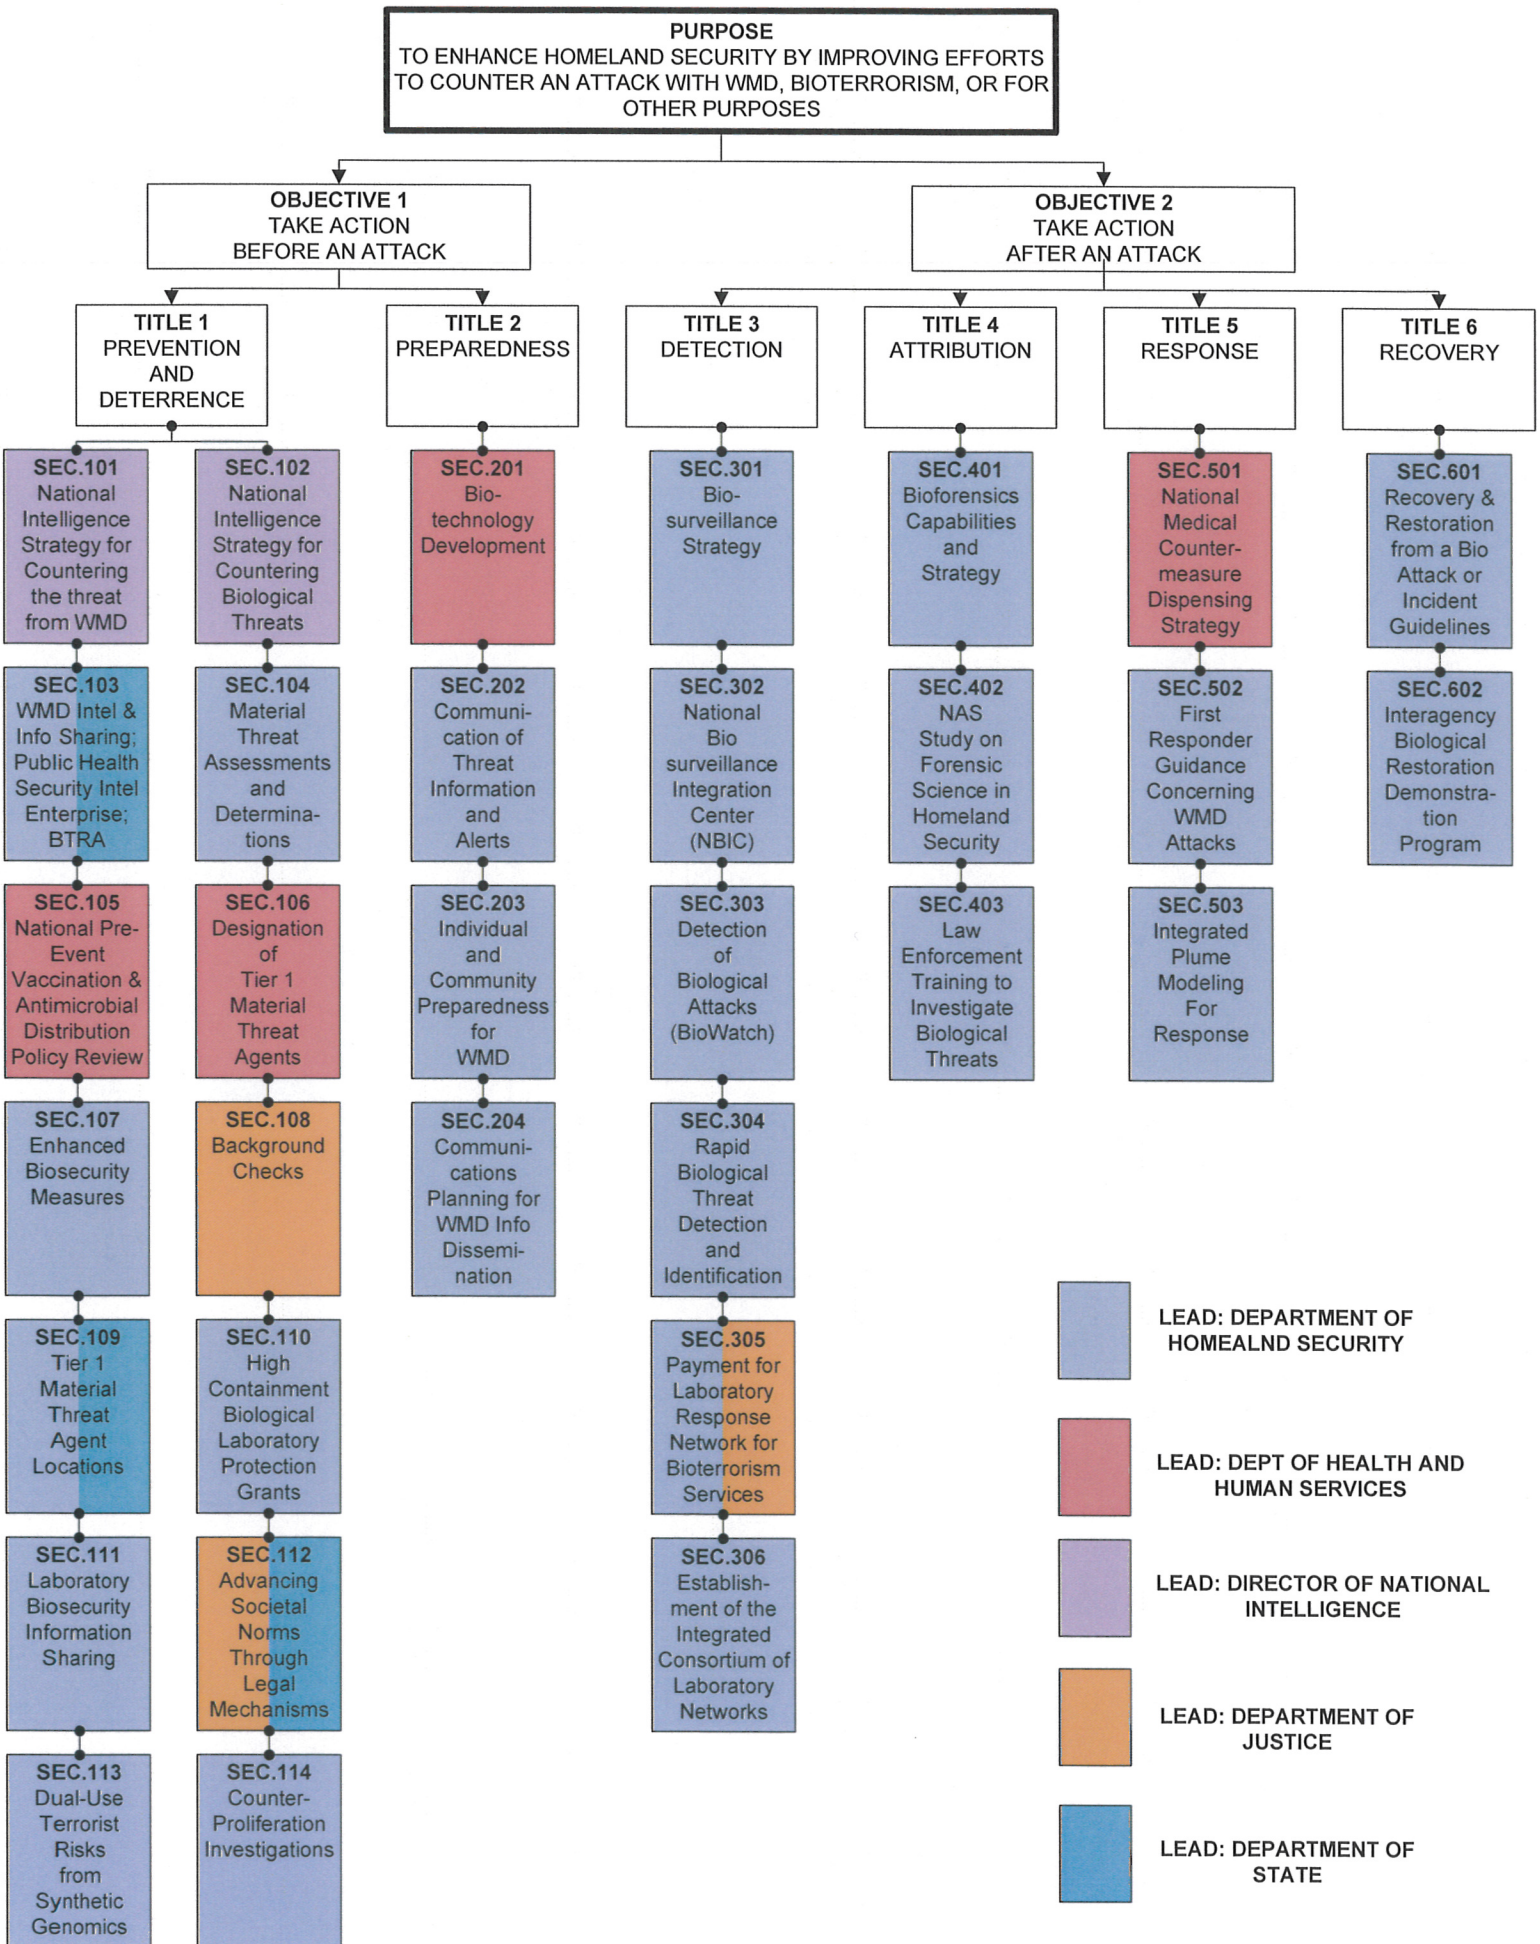 PURPOSE
TO ENHANCE HOMELAND SECURITY BY IMPROVING EFFORTS
TO COUNTER AN ATTACK WITH WMD, BIOTERRORISM, OR FOR
OTHER PURPOSES
OBJECTIVE 1
TAKE ACTION
BEFORE AN ATTACK
OBJECTIVE 2
TAKE ACTION
AFTER AN ATTACK
TITLE 1
PREVENTION
AND
DETERRENCE
TITLE 2
PREPAREDNESS
TITLE 3
DETECTION
TITLE 4
ATTRIBUTION
TITLE 5
RESPONSE
TITLE 6
RECOVERY
SEC.101
National
Intelligence
Strategy for
Countering
the threat
from WMD
SEC.102
National
Intelligence
Strategy for
Countering
Biological
Threats
SEC.201
Bio-
technology
Development
SEC.301
Bio-
surveillance
Strategy
SEC.401
Bioforensics
Capabilities
and
Strategy
SEC.501
National
Medical
Counter-
measure
Dispensing
Strategy
SEC.601
Recovery &
Restoration
from a Bio
Attack or
Incident
Guidelines
SEC.103
WMD Intel &
Info Sharing;
Public Health
Security Intel
Enterprise;
BTRA
SEC.104
Material
Threat
Assessments
and
Determina-
tions
SEC.202
Communi-
cation of
Threat
Information
and
Alerts
SEC.302
National
Bio
surveillance
Integration
Center
(NBIC)
SEC.402
NAS
Study on
Forensic
Science in
Homeland
Security
SEC.502
First
Responder
Guidance
Concerning
WMD
Attacks
SEC.602
Interagency
Biological
Restoration
Demonstra-
tion
Program
SEC.105
National Pre-
Event
Vaccination &
Antimicrobial
Distribution
Policy Review
SEC.106
Designation
of
Tier 1
Material
Threat
Agents
SEC.203
Individual
and
Community
Preparedness
for
WMD
SEC.303
Detection
of
Biological
Attacks
(BioWatch)
SEC.403
Law
Enforcement
Training to
Investigate
Biological
Threats
SEC.503
Integrated
Plume
Modeling
For
Response
SEC.107
Enhanced
Biosecurity
Measures
SEC.108
Background
Checks
SEC.204
Communi-
cations
Planning for
WMD Info
Dissemi-
nation
SEC.304
Rapid
Biological
Threat
Detection
and
Identification
SEC.109
Tier 1
Material
Threat
Agent
Locations
SEC.110
High
Containment
Biological
Laboratory
Protection
Grants
SEC.305
Payment for
Laboratory
Response
Network for
Bioterrorism
Services
SEC.111
Laboratory
Biosecurity
Information
Sharing
SEC.112
Advancing
Societal
Norms
Through
Legal
Mechanisms
SEC.306
Establish-
ment of the
Integrated
Consortium of
Laboratory
Networks
SEC.113
Dual-Use
Terrorist
Risks
from
Synthetic
Genomics
SEC.114
Counter-
Proliferation
Investigations
LEAD: DEPARTMENT OF
HOMEALND SECURITY
LEAD: DEPT OF HEALTH AND
HUMAN SERVICES
LEAD: DIRECTOR OF NATIONAL
INTELLIGENCE
LEAD: DEPARTMENT OF
JUSTICE
LEAD: DEPARTMENT OF
STATE